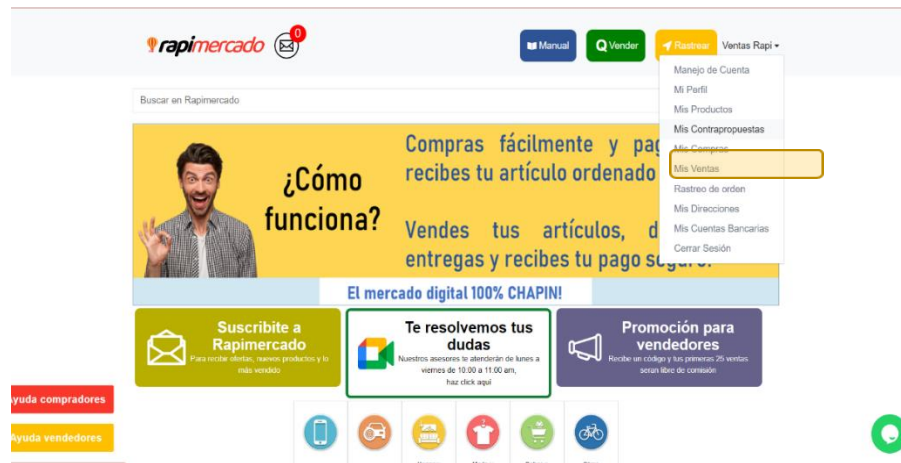 rapimercado
0
Manual
Vender
Rastrear
Ventas Rapi
Manejo de Cuenta
Mi Perfil
Mis Productos
Mis Contrapropuestas
Mis Compras
Mis Ventas
Rastreo de orden
Mis Direcciones
Mis Cuentas Bancarias
Cerrar Sesión
Buscar en Rapimercado
¿Cómo
funciona?
Compras fácilmente y
recibes tu artículo ordenado
Vendes tus artículos,
entregas y recibes tu pago
El mercado digital 100% CHAPIN!
Suscribite a
Rapimercado
Para recibir ofertas, nuevos productos y lo
más vendido
Te resolvemos tus
dudas
Nuestros asesores te atenderán de lunes a
viernes de 10:00 a 11:00 am,
haz click aquí
Promoción para
vendedores
Recibe un código y tus primeras 25 ventas
seran libre de comisión
yuda compradores
Ayuda vendedores